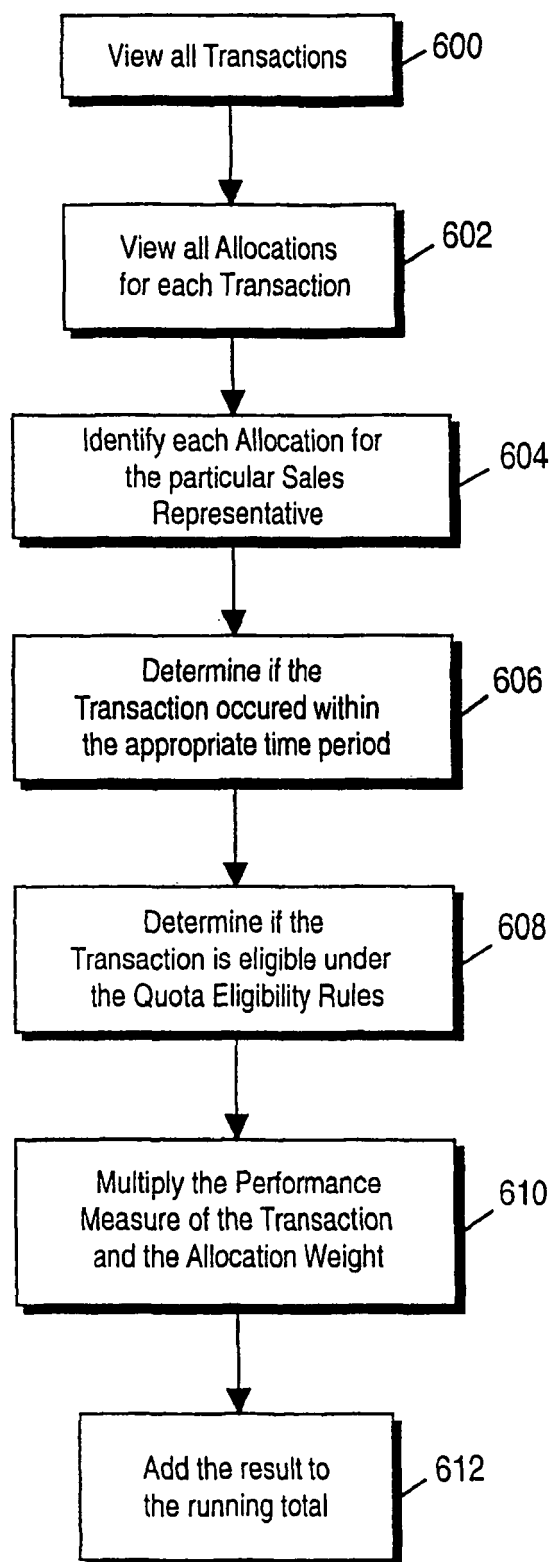 View all Transactions
600
View all Allocations
for each Transaction
602
Identify each Allocation for
the particular Sales
Representative
604
Determine if the
Transaction occured within
the appropriate time period
606
Determine if the
Transaction is eligible under
the Quota Eligibility Rules
608
Multiply the Performance
Measure of the Transaction
and the Allocation Weight
610
Add the result to
the running total
612